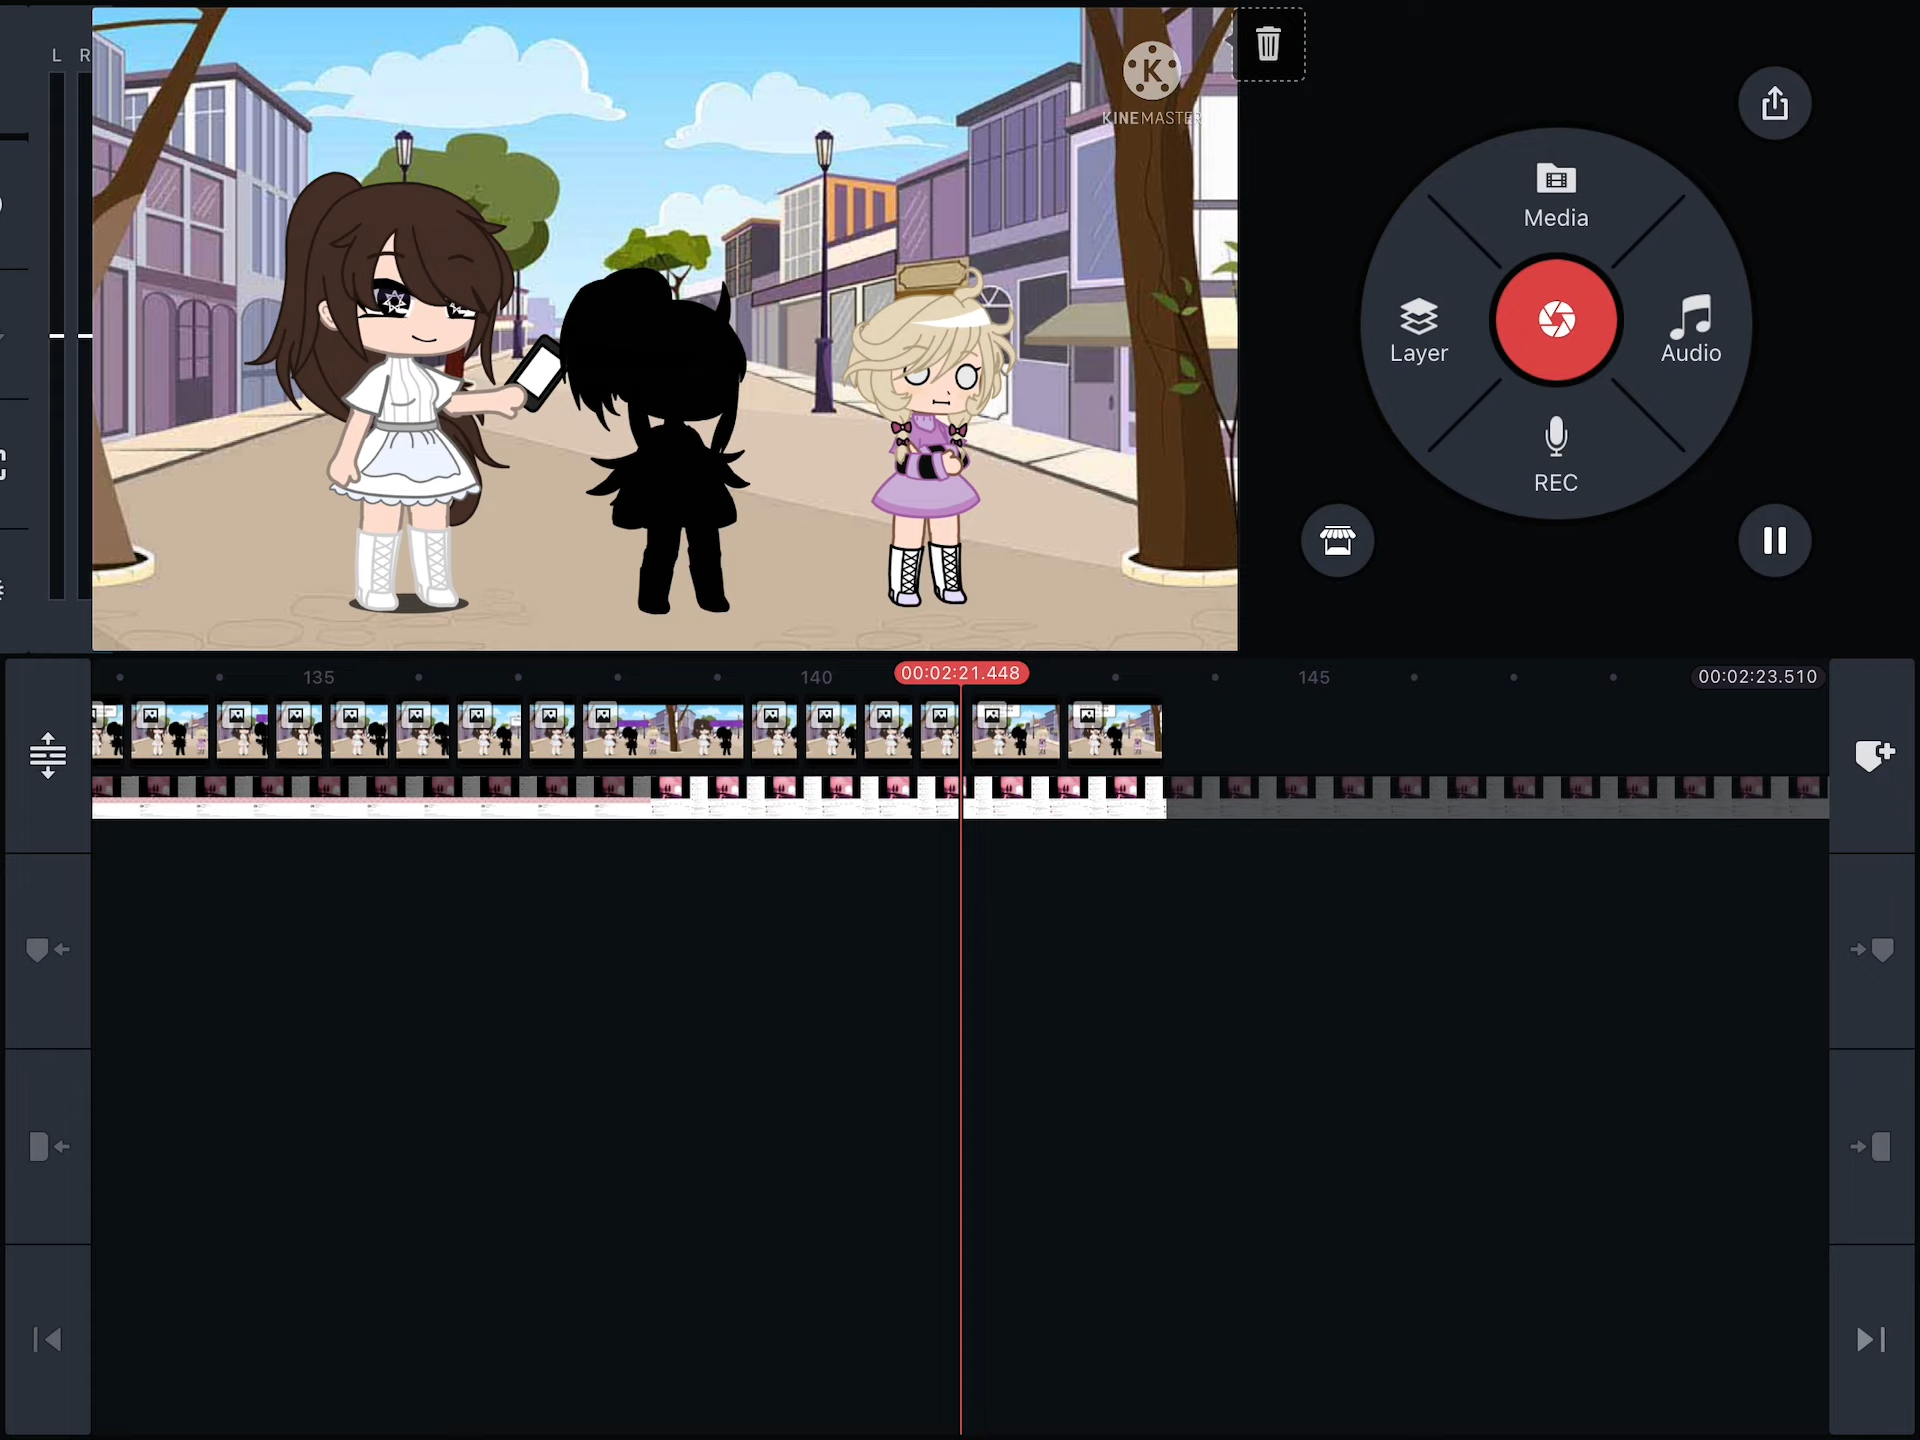 L R
K
KINEMASTER
Media
Layer
Audio
REC
135
140
00:02:21.448
145
00:02:23.510